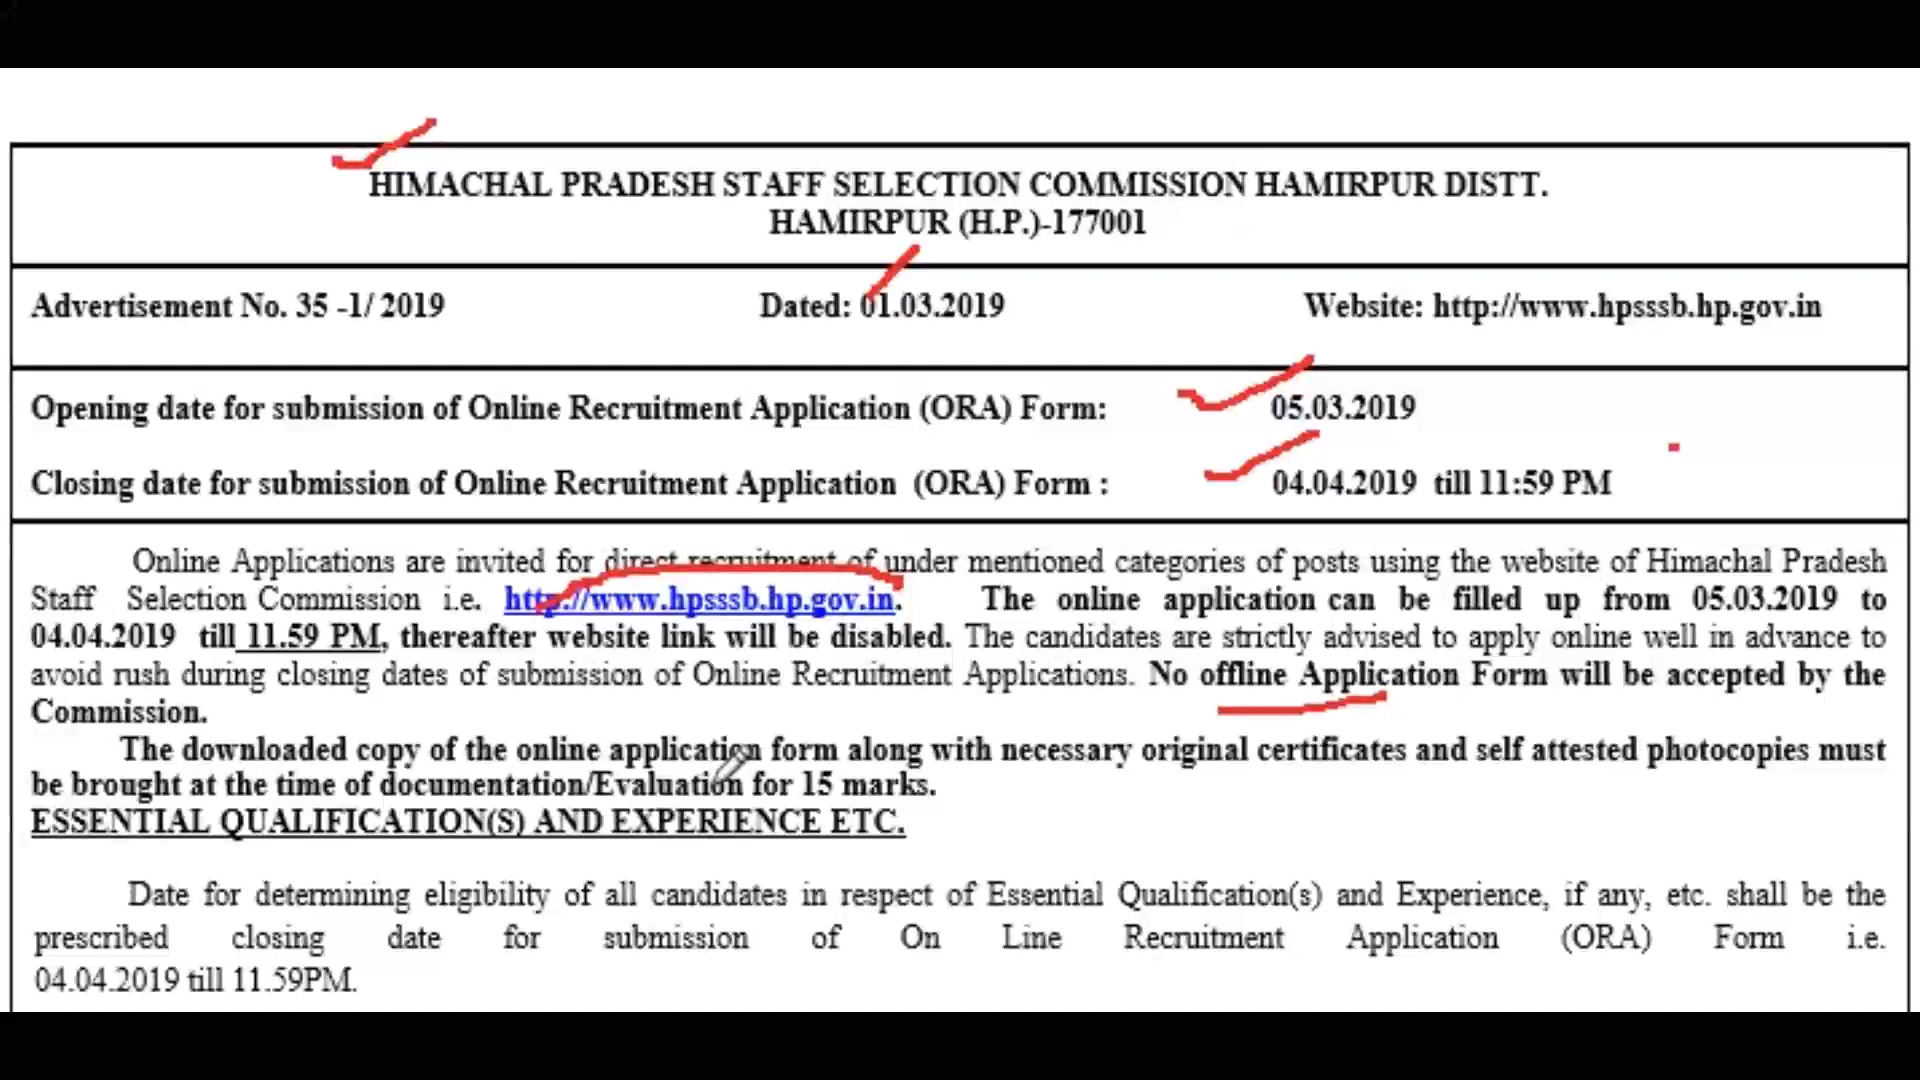 HIMACHAL PRADESH STAFF SELECTION COMMISSION HAMIRPUR DISTT.
HAMIRPUR (H.P.)-177001
Advertisement No. 35 -1/ 2019 Dated: 01.03.2019 Website: http://www.hpsssb.hp.gov.in
Opening date for submission of Online Recruitment Application (ORA) Form: 05.03.2019
Closing date for submission of Online Recruitment Application (ORA) Form : 04.04.2019 till 11:59 PM
Online Applications are invited for direct recruitment of under mentioned categories of posts using the website of Himachal Pradesh
Staff Selection Commission i.e. http://www.hpsssb.hp.gov.in. The online application can be filled up from 05.03.2019 to
04.04.2019 till 11.59 PM, thereafter website link will be disabled. The candidates are strictly advised to apply online well in advance to
avoid rush during closing dates of submission of Online Recruitment Applications. No offline Application Form will be accepted by the
Commission.
The downloaded copy of the online application form along with necessary original certificates and self attested photocopies must
be brought at the time of documentation/Evaluation for 15 marks.
ESSENTIAL QUALIFICATION(S) AND EXPERIENCE ETC.
Date for determining eligibility of all candidates in respect of Essential Qualification(s) and Experience, if any, etc. shall be the
prescribed closing date for submission of On Line Recruitment Application (ORA) Form i.e.
04.04.2019 till 11.59PM.